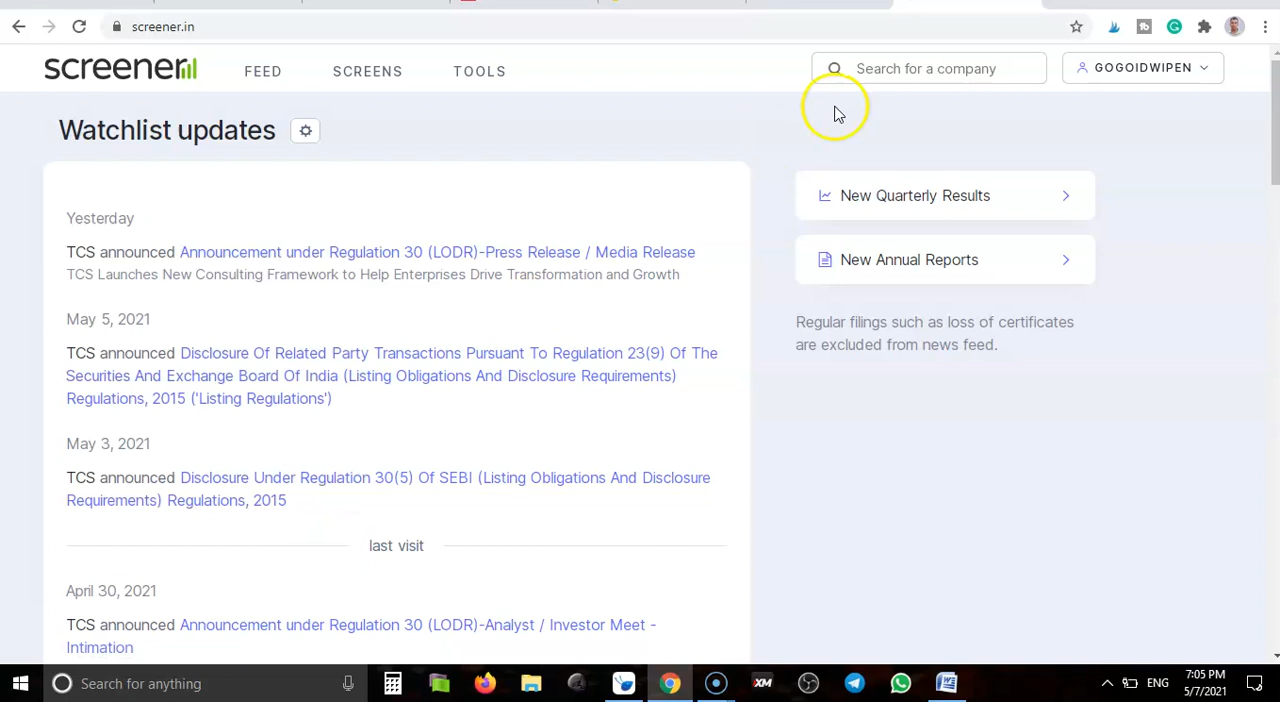 screener.in
screener
FEED
SCREENS
TOOLS
Search for a company
GOGOIDWIPEN
Watchlist updates
Yesterday
TCS announced Announcement under Regulation 30 (LODR)-Press Release / Media Release
TCS Launches New Consulting Framework to Help Enterprises Drive Transformation and Growth
May 5, 2021
TCS announced Disclosure Of Related Party Transactions Pursuant To Regulation 23(9) Of The
Securities And Exchange Board Of India (Listing Obligations And Disclosure Requirements)
Regulations, 2015 ('Listing Regulations')
May 3, 2021
TCS announced Disclosure Under Regulation 30(5) Of SEBI (Listing Obligations And Disclosure
Requirements) Regulations, 2015
last visit
April 30, 2021
TCS announced Announcement under Regulation 30 (LODR)-Analyst / Investor Meet -
Intimation
New Quarterly Results
New Annual Reports
Regular filings such as loss of certificates
are excluded from news feed.
Search for anything
XM
ENG
7:05 PM
5/7/2021